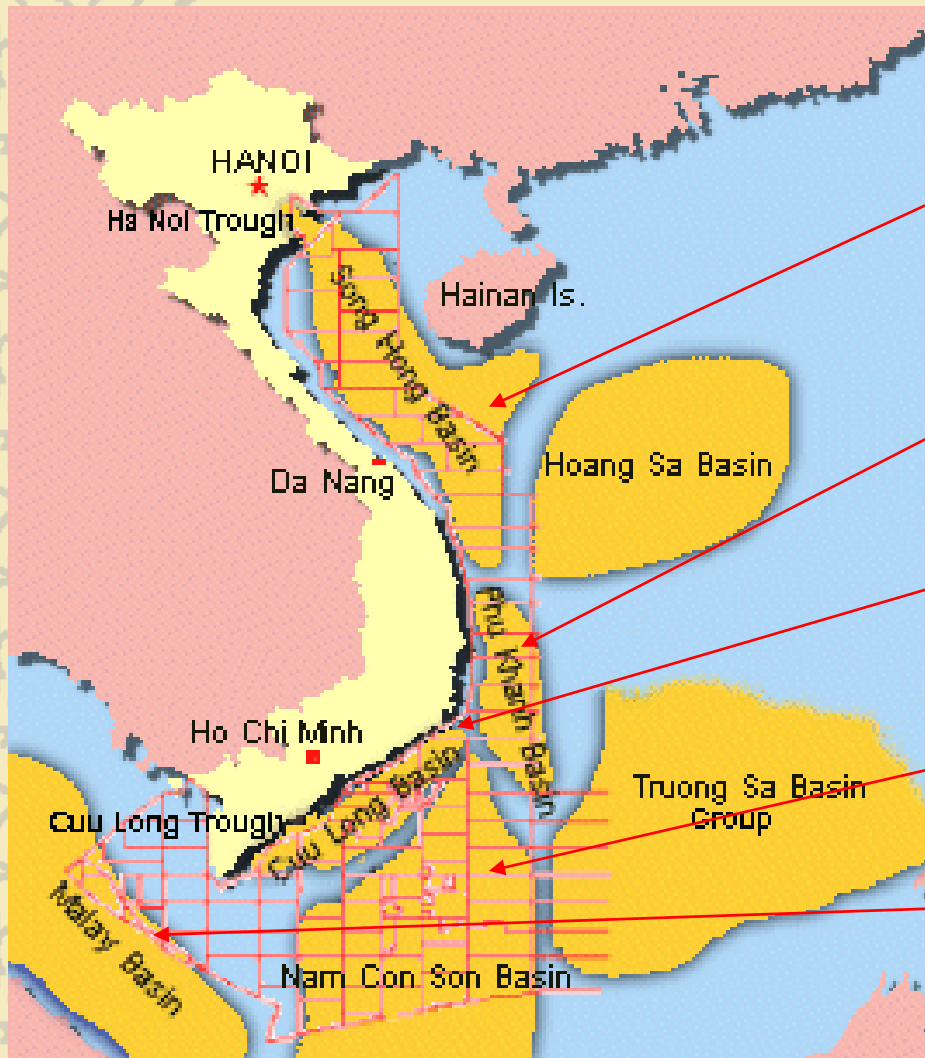 HANOI
Ha Noi Trough
Song Hong Basin
Hainan Is.
Hoang Sa Basin
Da Nang
Phu Khanh Basin
Ho Chi Minh
Truong Sa Basin
Group
Cuu Long Trough
Cuu Long Basin
Malay Basin
Nam Con Son Basin